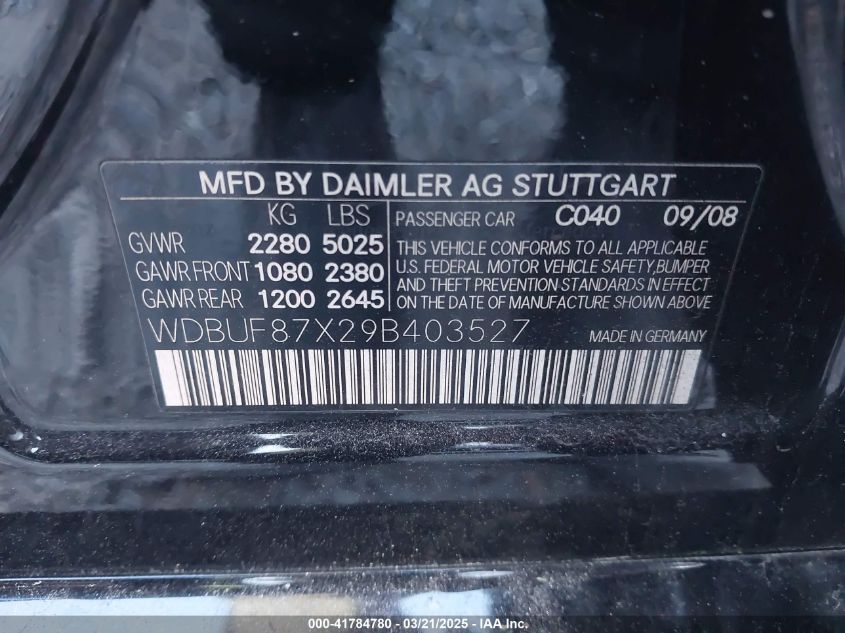 MFD BY DAIMLER AG STUTTGART
KG LBS
GVWR 2280 5025
GAWR FRONT 1080 2380
GAWR REAR 1200 2645
PASSENGER CAR C040 09/08
THIS VEHICLE CONFORMS TO ALL APPLICABLE
U.S. FEDERAL MOTOR VEHICLE SAFETY,BUMPER
AND THEFT PREVENTION STANDARDS IN EFFECT
ON THE DATE OF MANUFACTURE SHOWN ABOVE
WDBUF87X29B403527 MADE IN GERMANY
000-41784780 - 03/21/2025 - IAA Inc.